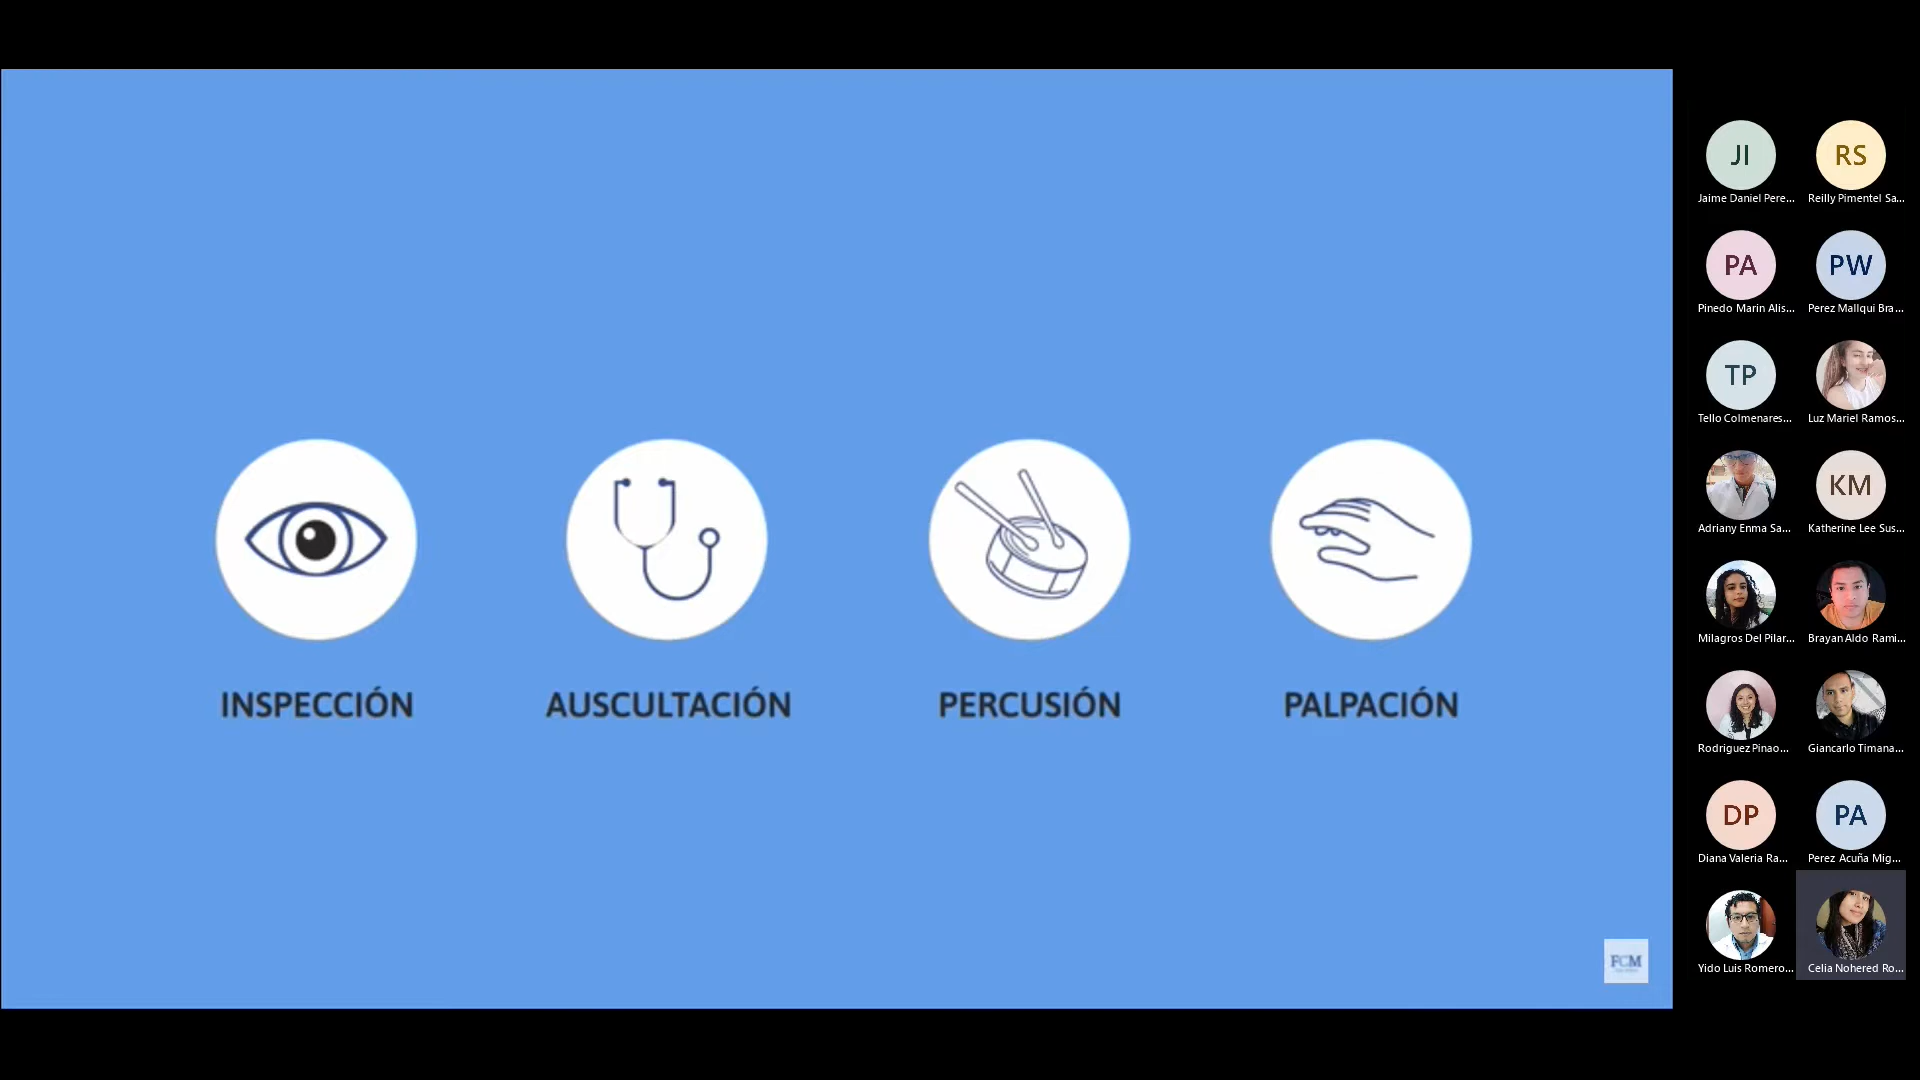 INSPECCIÓN
AUSCULTACIÓN
PERCUSIÓN
PALPACIÓN
FCM
JI
RS
Jaime Daniel Pere...
Reilly Pimentel Sa...
PA
PW
Pinedo Marin Alis...
Perez Mallqui Bra...
TP
Tello Colmenares...
Luz Mariel Ramos...
KM
Adriany Enma Sa...
Katherine Lee Sus...
Milagros Del Pilar...
Brayan Aldo Rami...
Rodriguez Pinao...
Giancarlo Timana...
DP
PA
Diana Valeria Ra...
Perez Acuña Mig...
Yido Luis Romero...
Celia Nohered Ro...